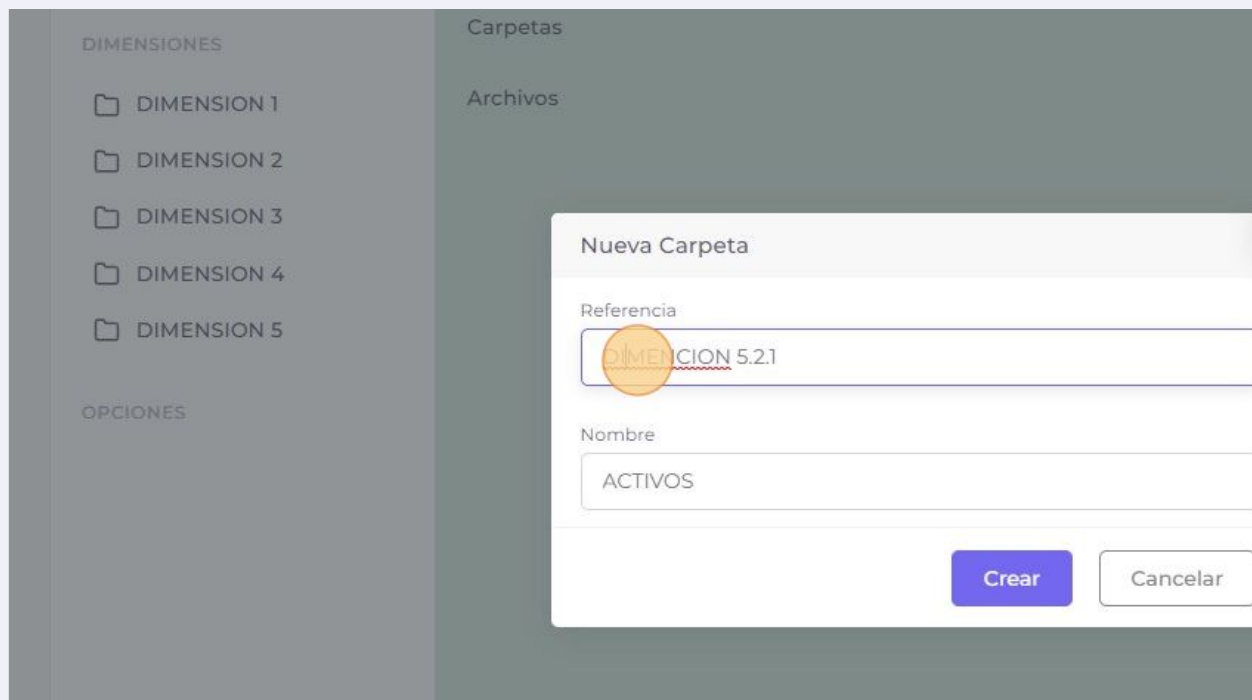 DIMENSIONES
DIMENSION 1
DIMENSION 2
DIMENSION 3
DIMENSION 4
DIMENSION 5
OPCIONES
Carpetas
Archivos
Nueva Carpeta
Referencia
DIMENCION 5.2.1
Nombre
ACTIVOS
Crear
Cancelar